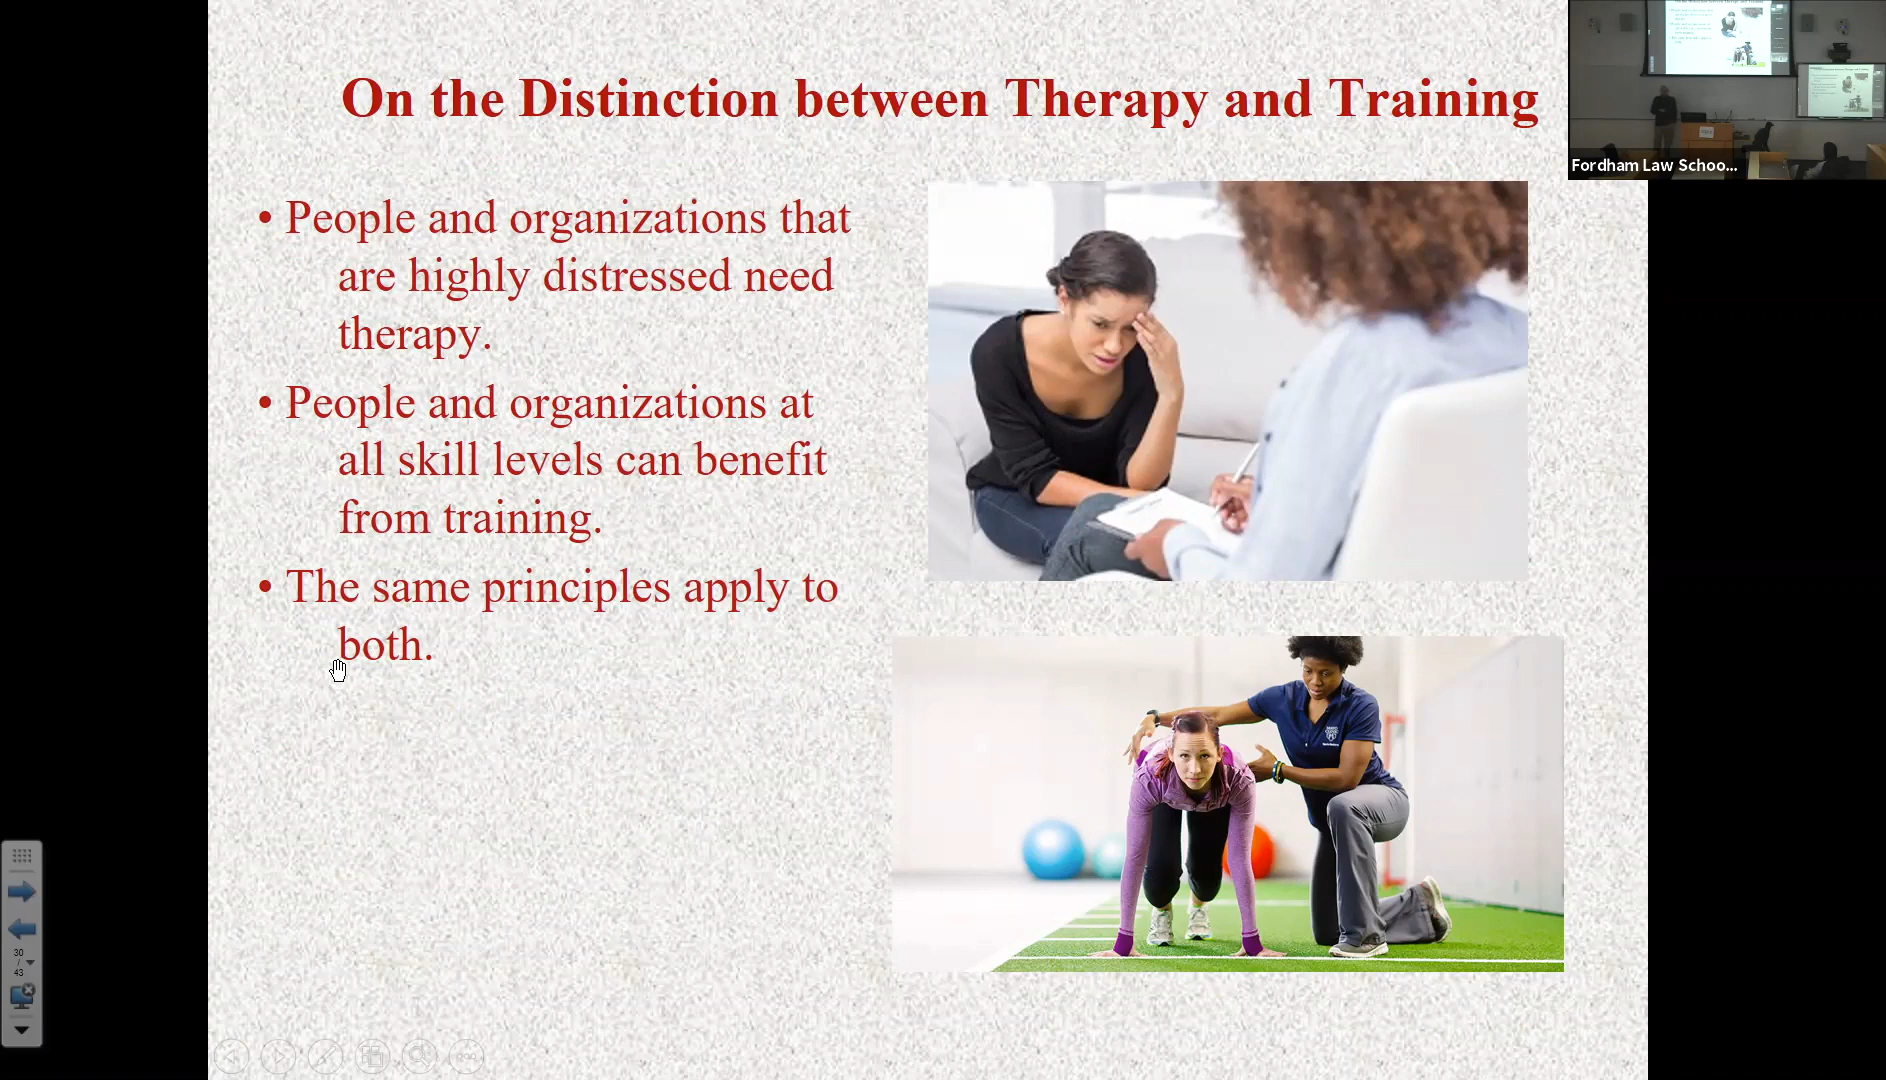 On the Distinction between Therapy and Training
Fordham Law Schoo...
• People and organizations that
are highly distressed need
therapy.
• People and organizations at
all skill levels can benefit
from training.
• The same principles apply to
both.
30
/
43